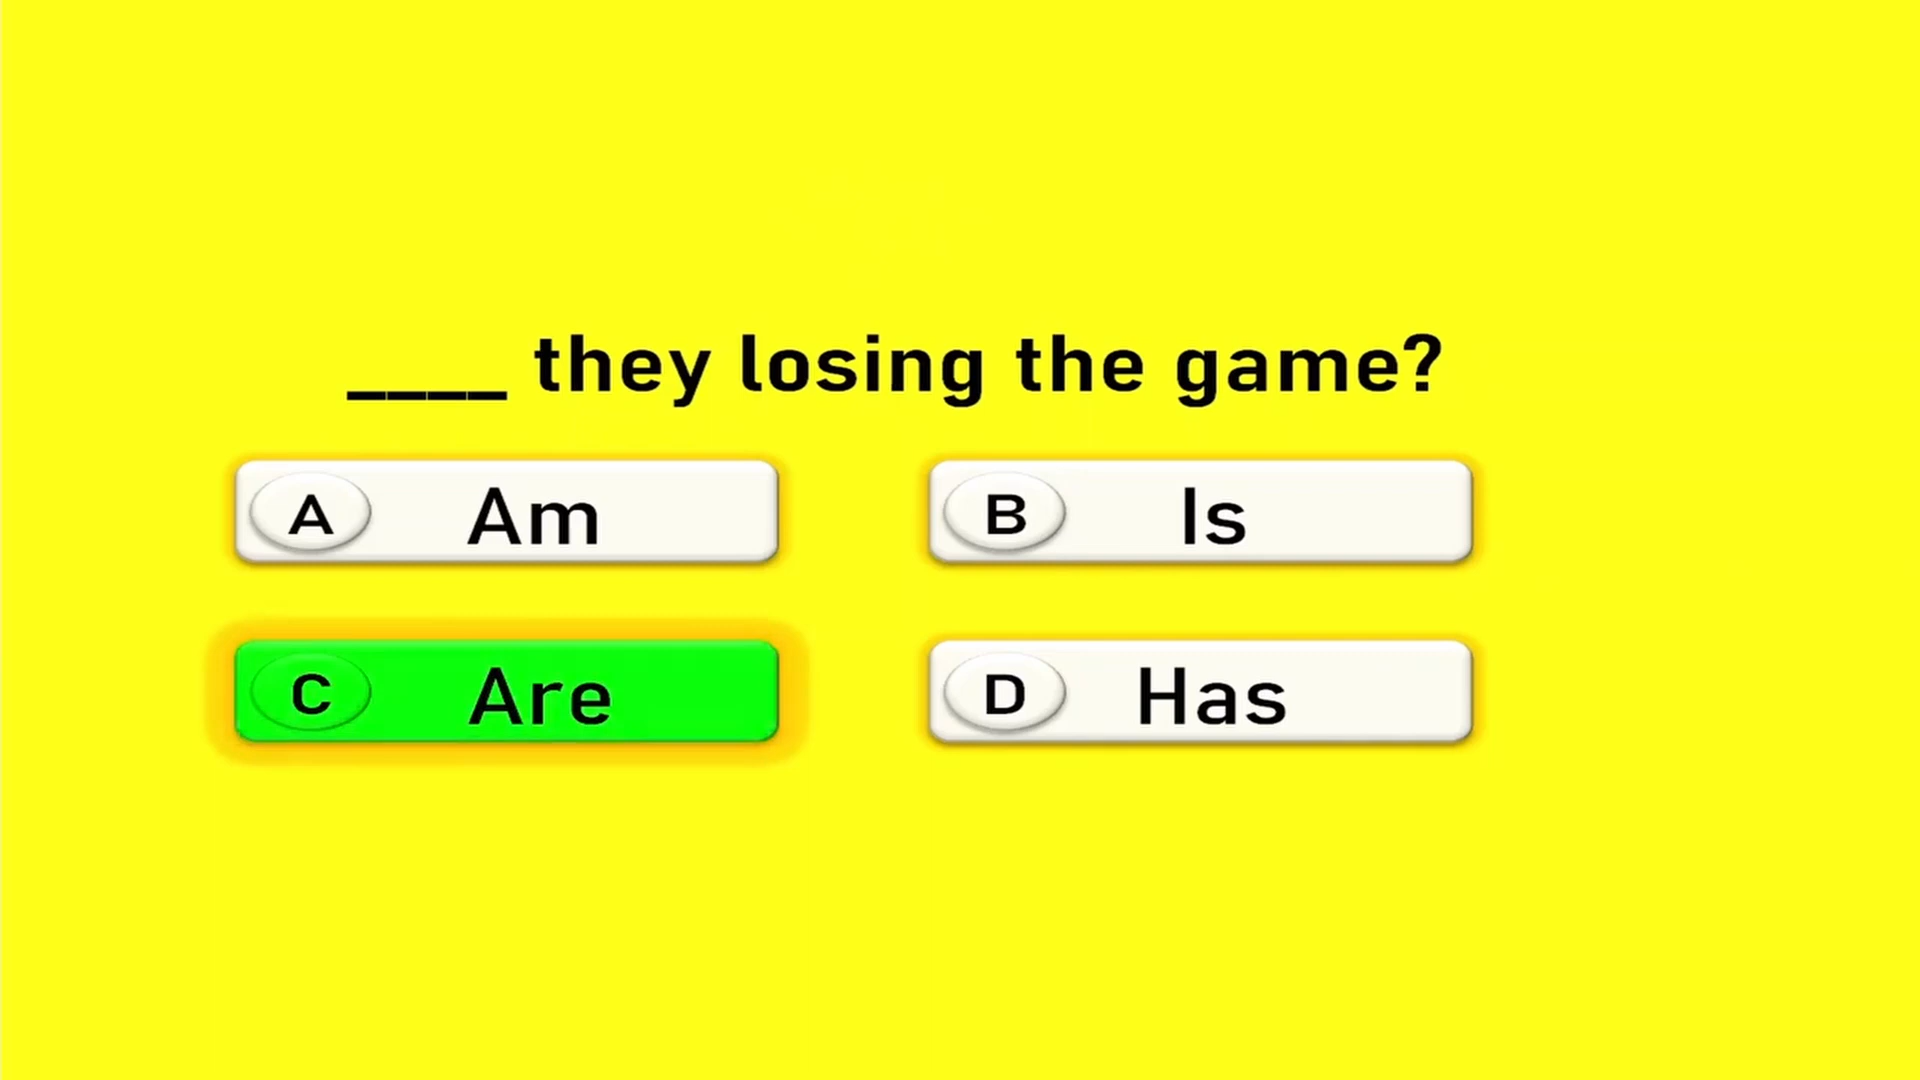 ____ they losing the game?
A Am
B Is
C Are
D Has